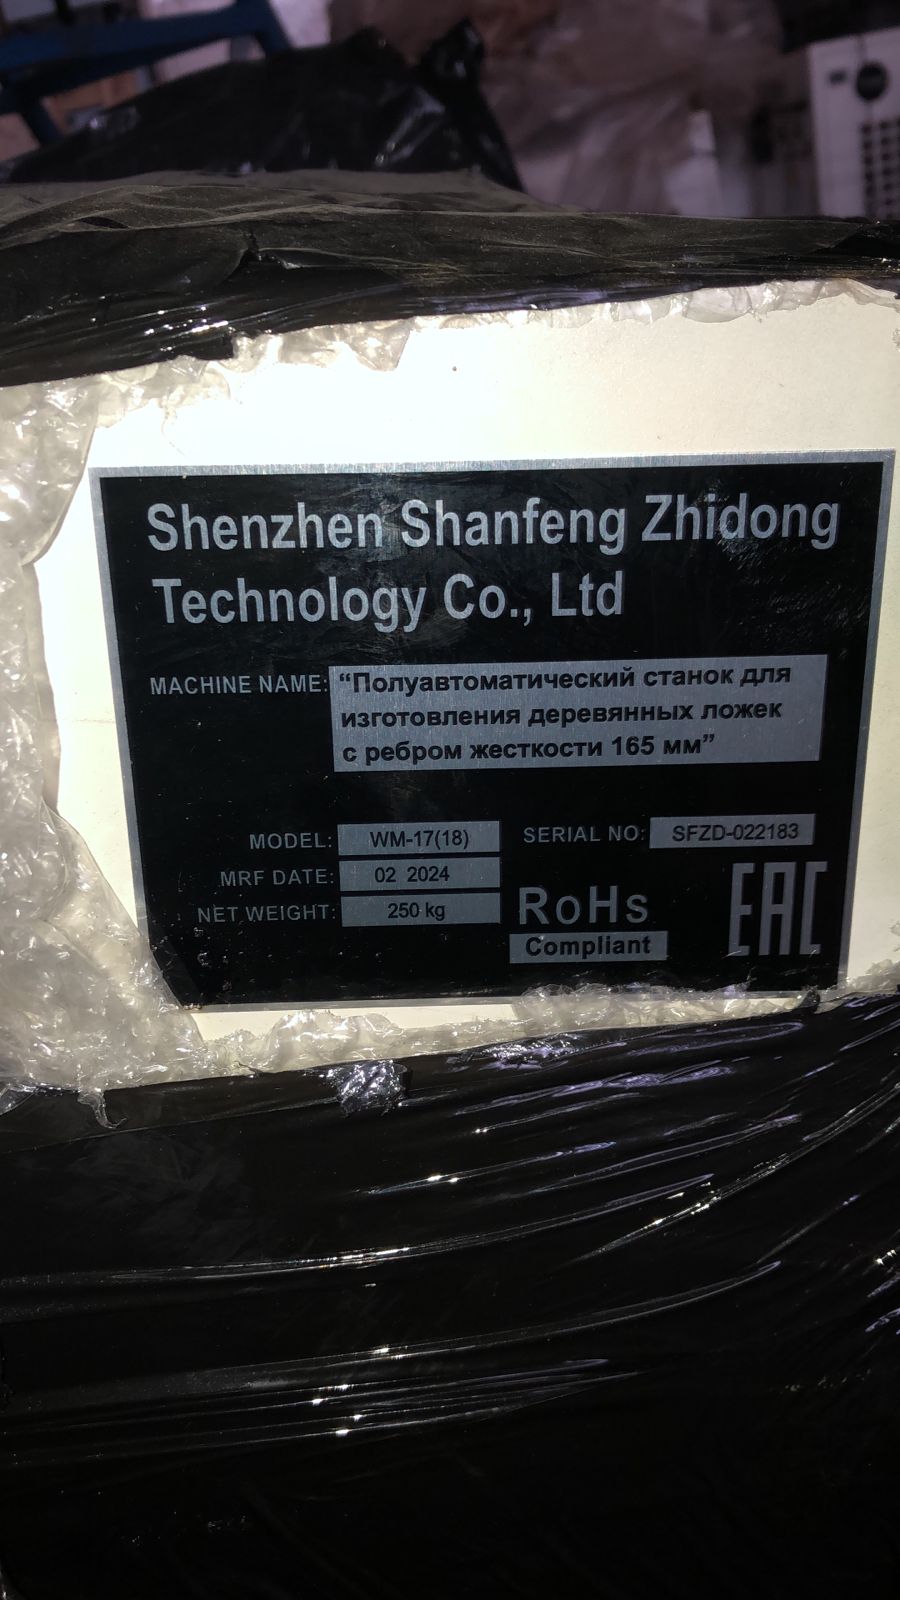 Shenzhen Shanfeng Zhidong
Technology Co., Ltd
MACHINE NAME: “Полуавтоматический станок для
изготовления деревянных ложек
с ребром жесткости 165 мм”
MODEL: WM-17(18) SERIAL NO: SFZD-022183
MRF DATE: 02 2024
NET WEIGHT: 250 kg
RoHs
Compliant
EAC